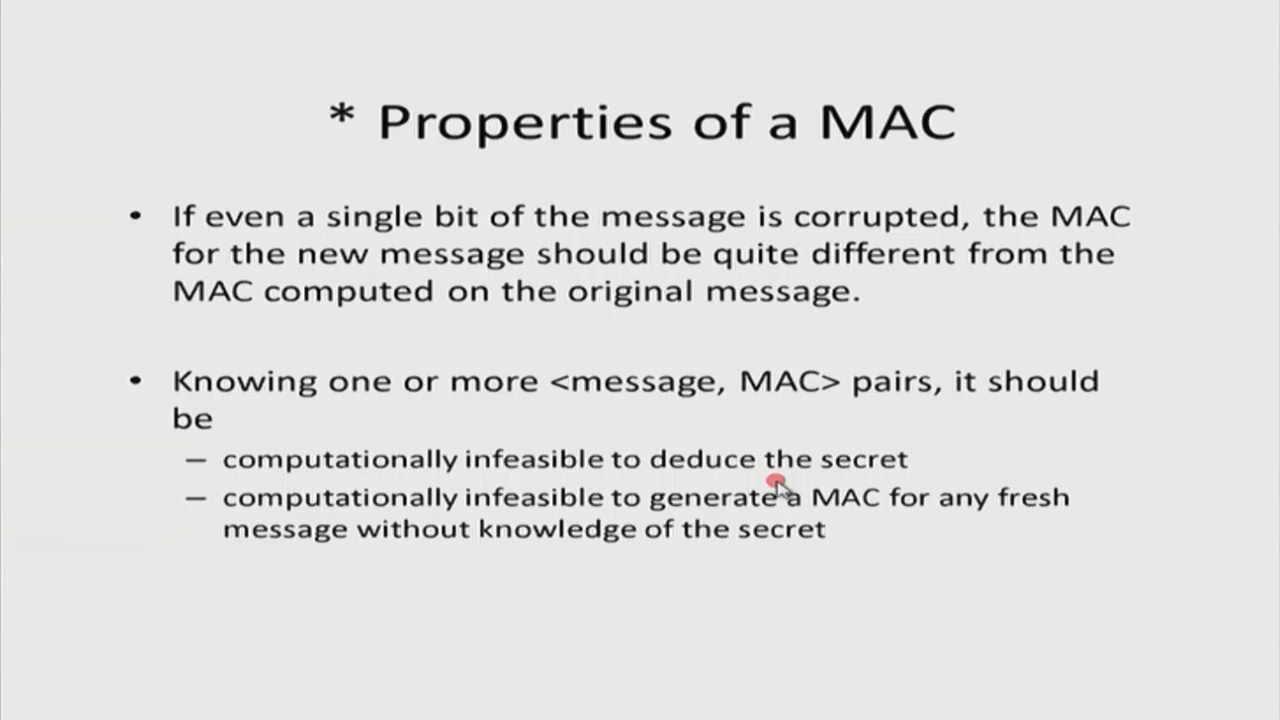 * Properties of a MAC
• If even a single bit of the message is corrupted, the MAC
for the new message should be quite different from the
MAC computed on the original message.
• Knowing one or more <message, MAC> pairs, it should
be
– computationally infeasible to deduce the secret
– computationally infeasible to generate a MAC for any fresh
message without knowledge of the secret